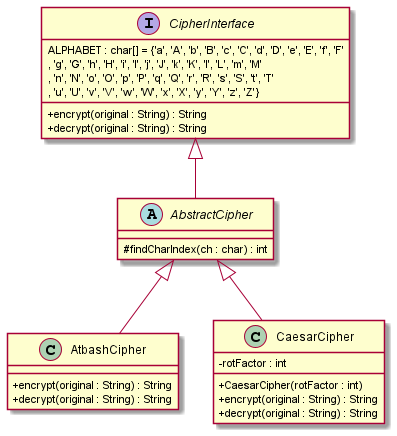 I CipherInterface
ALPHABET : char[] = {'a', 'A', 'b', 'B', 'c', 'C', 'd', 'D', 'e', 'E', 'f', 'F'
, 'g', 'G', 'h', 'H', 'i', 'I', 'j', 'J', 'k', 'K', 'l', 'L', 'm', 'M'
, 'n', 'N', 'o', 'O', 'p', 'P', 'q', 'Q', 'r', 'R', 's', 'S', 't', 'T'
, 'u', 'U', 'v', 'V', 'w', 'W', 'x', 'X', 'y', 'Y', 'z', 'Z'}
+encrypt(original : String) : String
+decrypt(original : String) : String
A AbstractCipher
#findCharIndex(ch : char) : int
C AtbashCipher
+encrypt(original : String) : String
+decrypt(original : String) : String
C CaesarCipher
-rotFactor : int
+CaesarCipher(rotFactor : int)
+encrypt(original : String) : String
+decrypt(original : String) : String